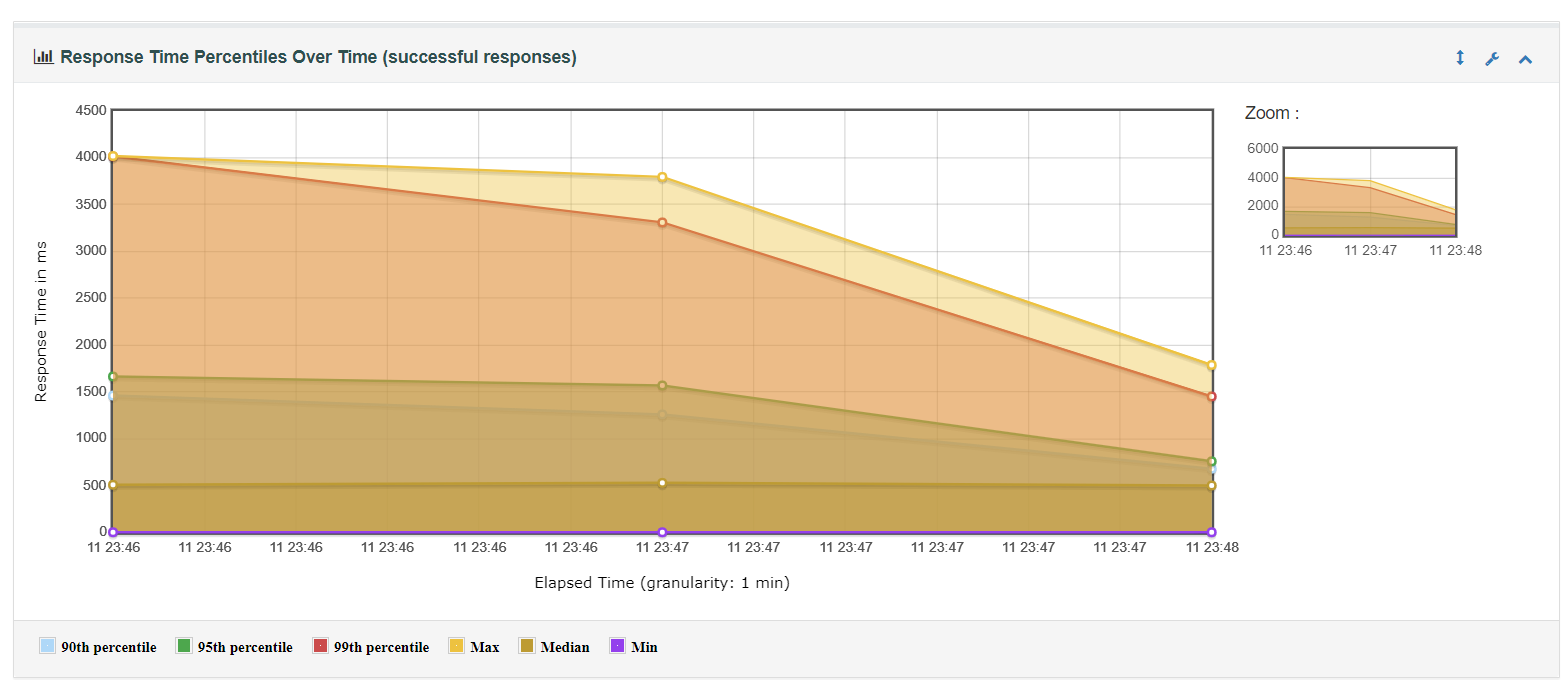 Response Time Percentiles Over Time (successful responses)
Zoom :
4500
4000
3500
3000
2500
2000
1500
1000
500
0
Response Time in ms
11 23:46 11 23:46 11 23:46 11 23:46 11 23:46 11 23:46 11 23:47 11 23:47 11 23:47 11 23:47 11 23:47 11 23:47 11 23:48
Elapsed Time (granularity: 1 min)
6000
4000
2000
0
11 23:46 11 23:47 11 23:48
90th percentile 95th percentile 99th percentile Max Median Min